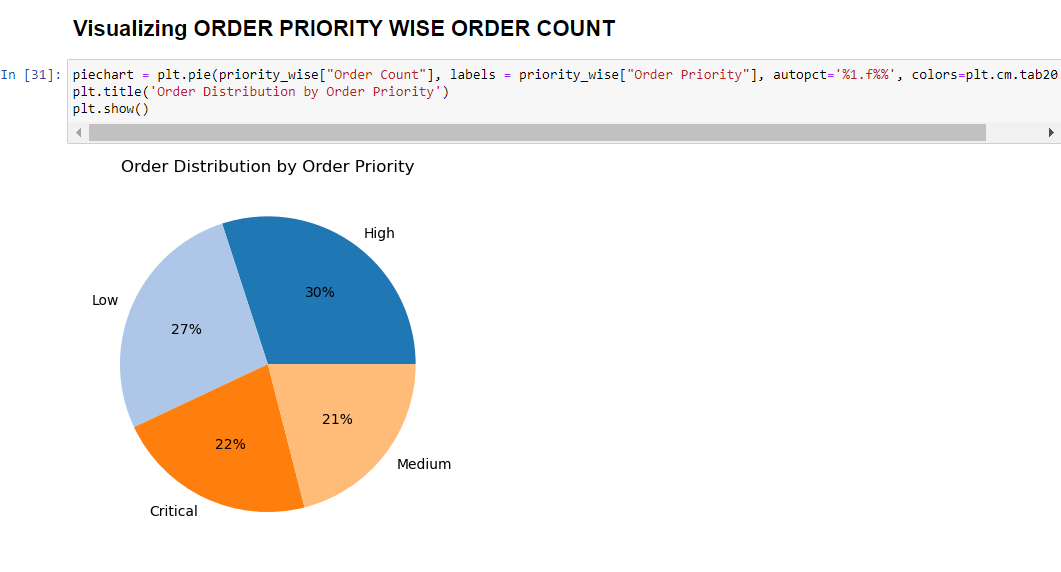 Visualizing ORDER PRIORITY WISE ORDER COUNT
In [31]: piechart = plt.pie(priority_wise["Order Count"], labels = priority_wise["Order Priority"], autopct='%1.f%%', colors=plt.cm.tab20
plt.title('Order Distribution by Order Priority')
plt.show()
Order Distribution by Order Priority
High
30%
Low
27%
21%
22%
Medium
Critical